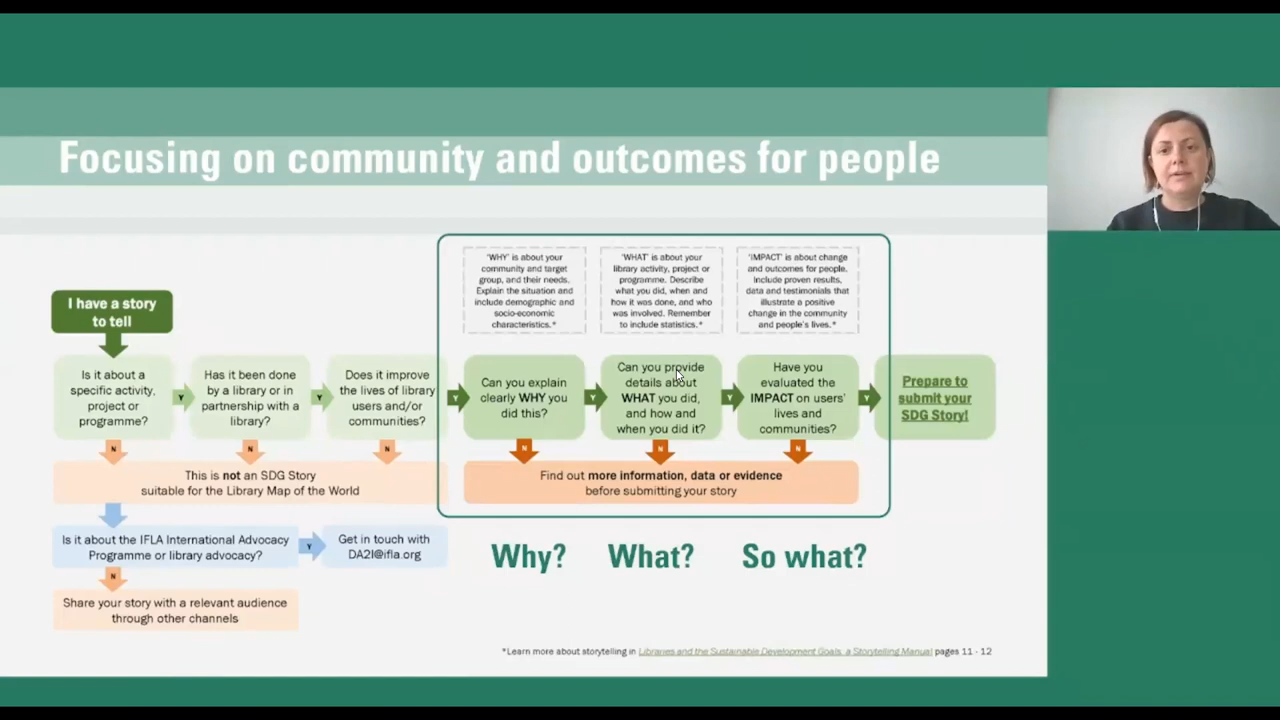 Focusing on community and outcomes for people
'WHY' is about your
community and target
group, and their needs.
Explain the situation and
include demographic and
socio-economic
characteristics.*
'WHAT' is about your
library activity, project or
programme. Describe
what you did, when and
how it was done, and who
was involved. Remember
to include statistics.*
'IMPACT' is about change
and outcomes for people.
Include proven results,
data and testimonials that
illustrate a positive
change in the community
and people's lives.*
I have a story
to tell
Is it about a
specific activity,
project or
programme?
Y
Has it been done
by a library or in
partnership with a
library?
Y
Does it improve
the lives of library
users and/or
communities?
Y
Can you explain
clearly WHY you
did this?
Y
Can you provide
details about
WHAT you did,
and how and
when you did it?
Y
Have you
evaluated the
IMPACT on users'
lives and
communities?
Y
Prepare to
submit your
SDG Story!
N
N
N
N
N
N
This is not an SDG Story
suitable for the Library Map of the World
Find out more information, data or evidence
before submitting your story
Is it about the IFLA International Advocacy
Programme or library advocacy?
Y
Get in touch with
DA2I@ifla.org
N
Share your story with a relevant audience
through other channels
Why?
What?
So what?
*Learn more about storytelling in Libraries and the Sustainable Development Goals, a Storytelling Manual pages 11 - 12